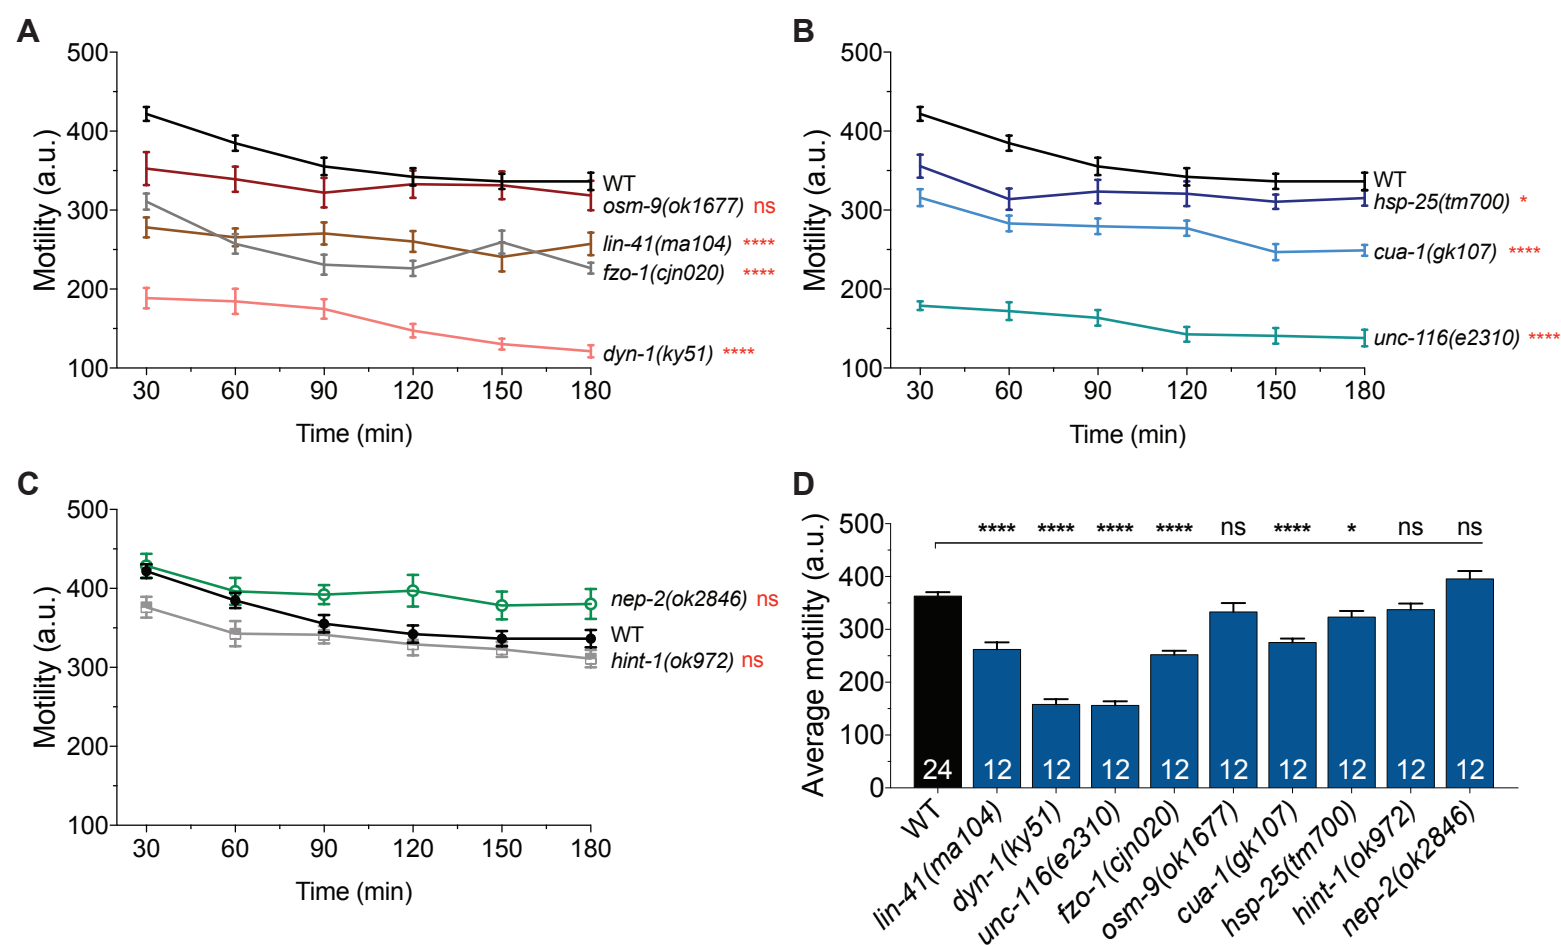 A
500
400
300
200
100
Motility (a.u.)
30 60 90 120 150 180
Time (min)
WT
osm-9(ok1677) ns
lin-41(ma104) ****
fzo-1(cjn020) ****
dyn-1(ky51) ****
B
500
400
300
200
100
Motility (a.u.)
30 60 90 120 150 180
Time (min)
WT
hsp-25(tm700) *
cua-1(gk107) ****
unc-116(e2310) ****
C
500
400
300
200
100
Motility (a.u.)
30 60 90 120 150 180
Time (min)
nep-2(ok2846) ns
WT
hint-1(ok972) ns
D
500
400
300
200
100
0
Average motility (a.u.)
**** **** **** **** ns **** * ns ns
24 12 12 12 12 12 12 12 12 12
WT
lin-41(ma104)
dyn-1(ky51)
unc-116(e2310)
fzo-1(cjn020)
osm-9(ok1677)
cua-1(gk107)
hsp-25(tm700)
hint-1(ok972)
nep-2(ok2846)